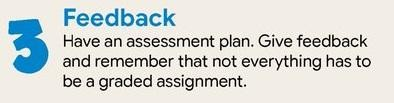 3
Feedback
Have an assessment plan. Give feedback
and remember that not everything has to
be a graded assignment.